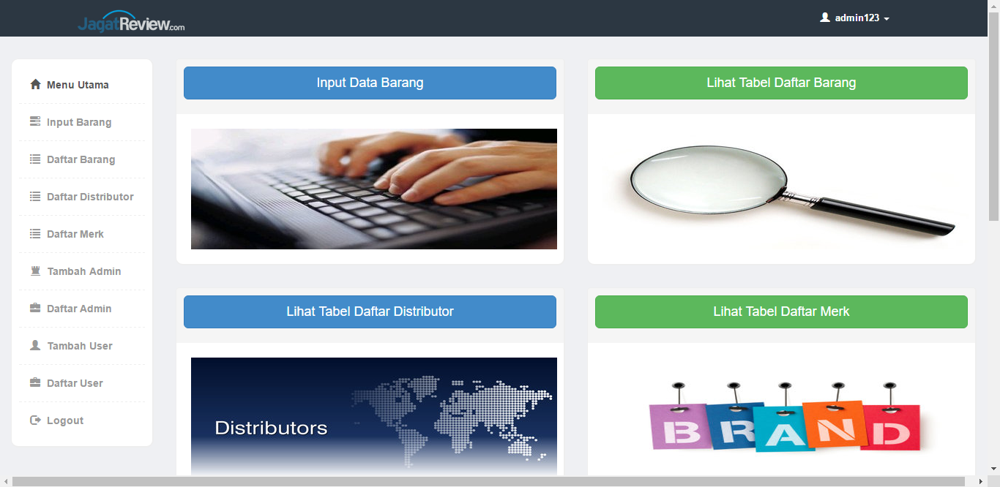 JagatReview.com
admin123
Menu Utama
Input Barang
Daftar Barang
Daftar Distributor
Daftar Merk
Tambah Admin
Daftar Admin
Tambah User
Daftar User
Logout
Input Data Barang
Lihat Tabel Daftar Barang
Lihat Tabel Daftar Distributor
Distributors
Lihat Tabel Daftar Merk
BRAND